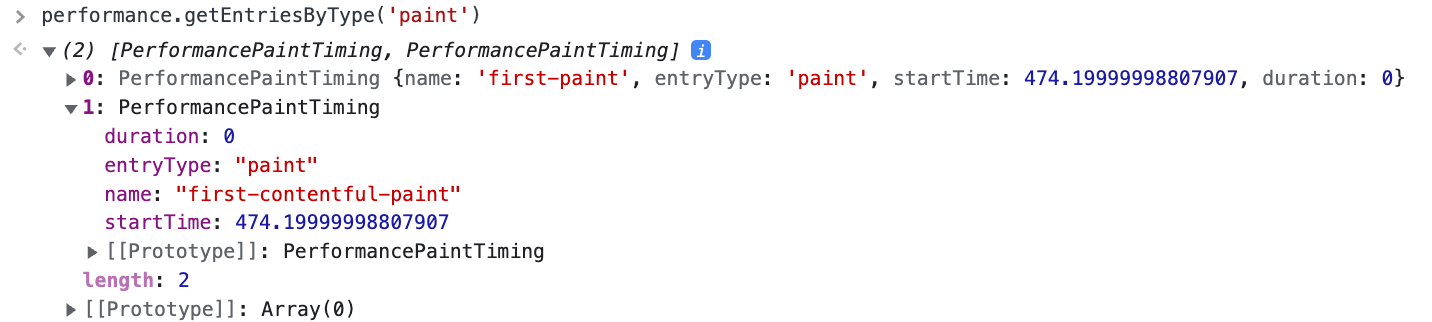 performance.getEntriesByType('paint')
(2) [PerformancePaintTiming, PerformancePaintTiming] i
0: PerformancePaintTiming {name: 'first-paint', entryType: 'paint', startTime: 474.19999998807907, duration: 0}
1: PerformancePaintTiming
duration: 0
entryType: "paint"
name: "first-contentful-paint"
startTime: 474.19999998807907
[[Prototype]]: PerformancePaintTiming
length: 2
[[Prototype]]: Array(0)